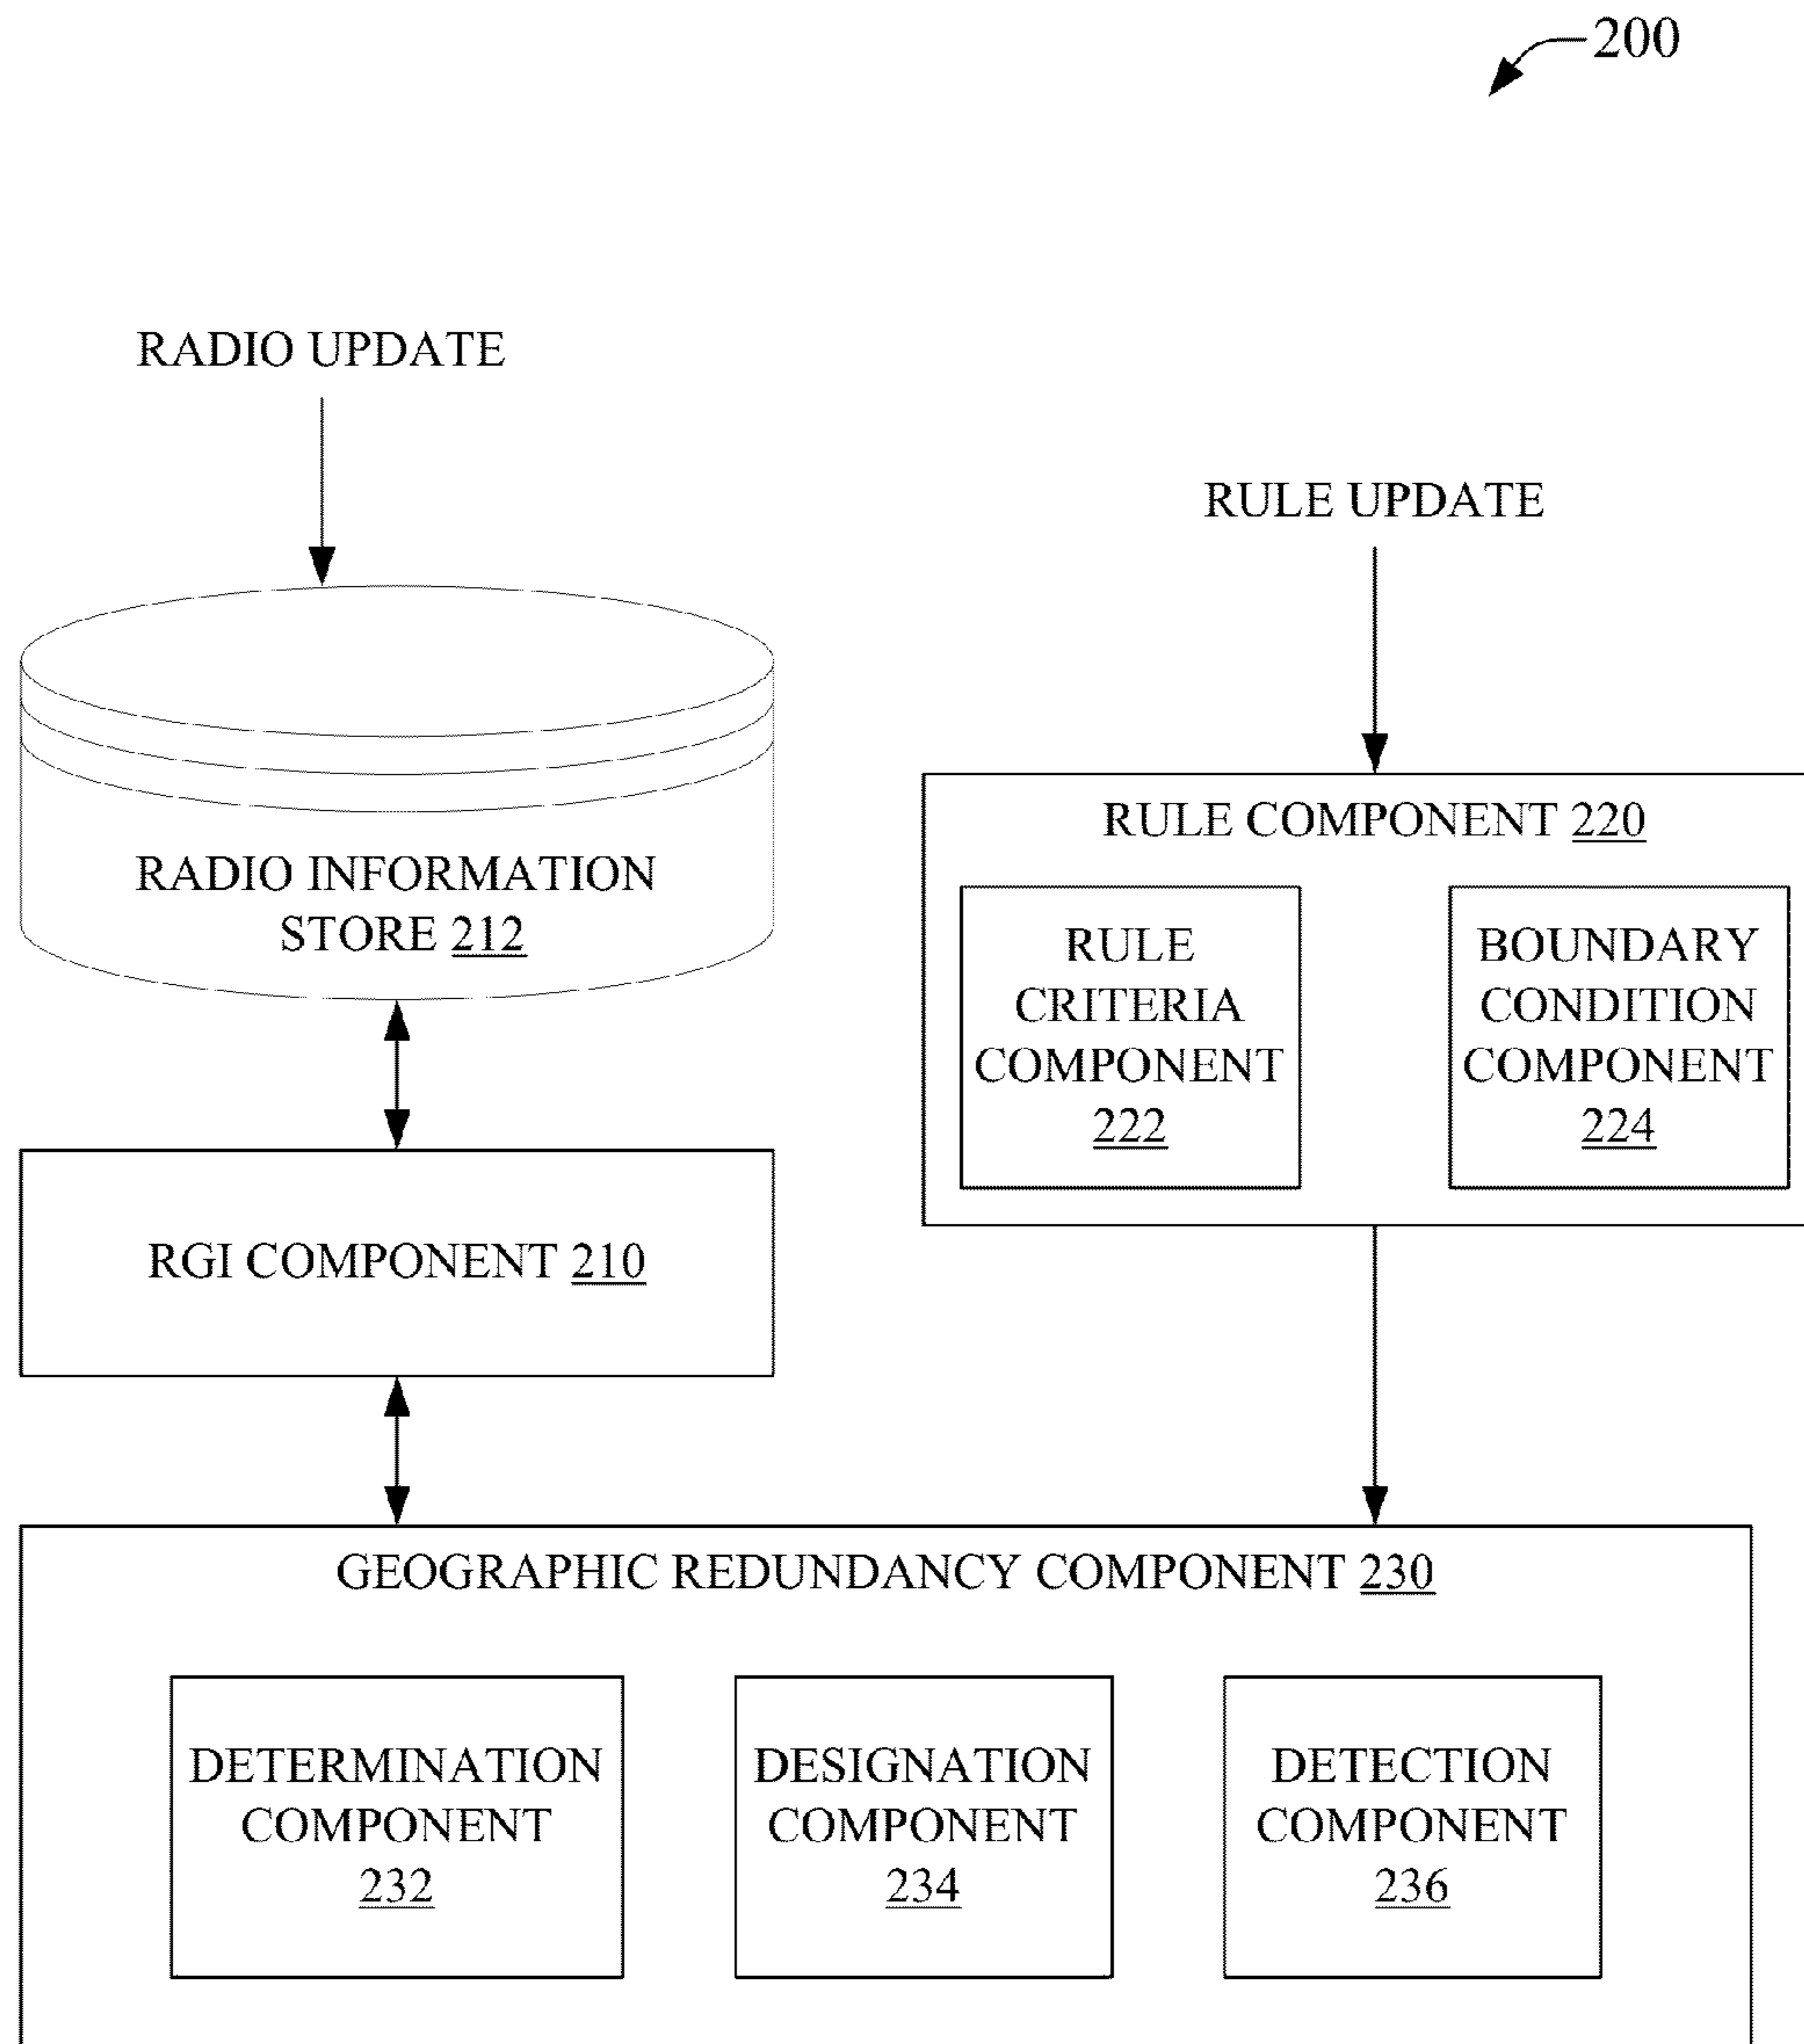 200
RADIO UPDATE
RULE UPDATE
RADIO INFORMATION
STORE 212
RULE COMPONENT 220
RULE
CRITERIA
COMPONENT
222
BOUNDARY
CONDITION
COMPONENT
224
RGI COMPONENT 210
GEOGRAPHIC REDUNDANCY COMPONENT 230
DETERMINATION
COMPONENT
232
DESIGNATION
COMPONENT
234
DETECTION
COMPONENT
236